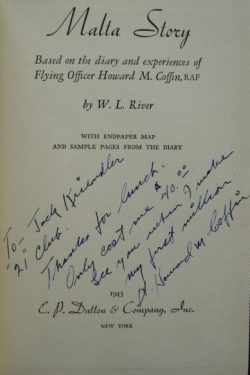 Malta Story
Based on the diary and experiences of
Flying Officer Howard M. Coffin, RAF
by W. L. River
WITH ENDPAPER MAP
AND SAMPLE PAGES FROM THE DIARY
To- Jack Kriendler
"21" Club.
Thanks for lunch.
Only cost me $40.00
See you when I make
my first million.
Howard M Coffin
1943
E. P. Dutton & Company, Inc.
NEW YORK